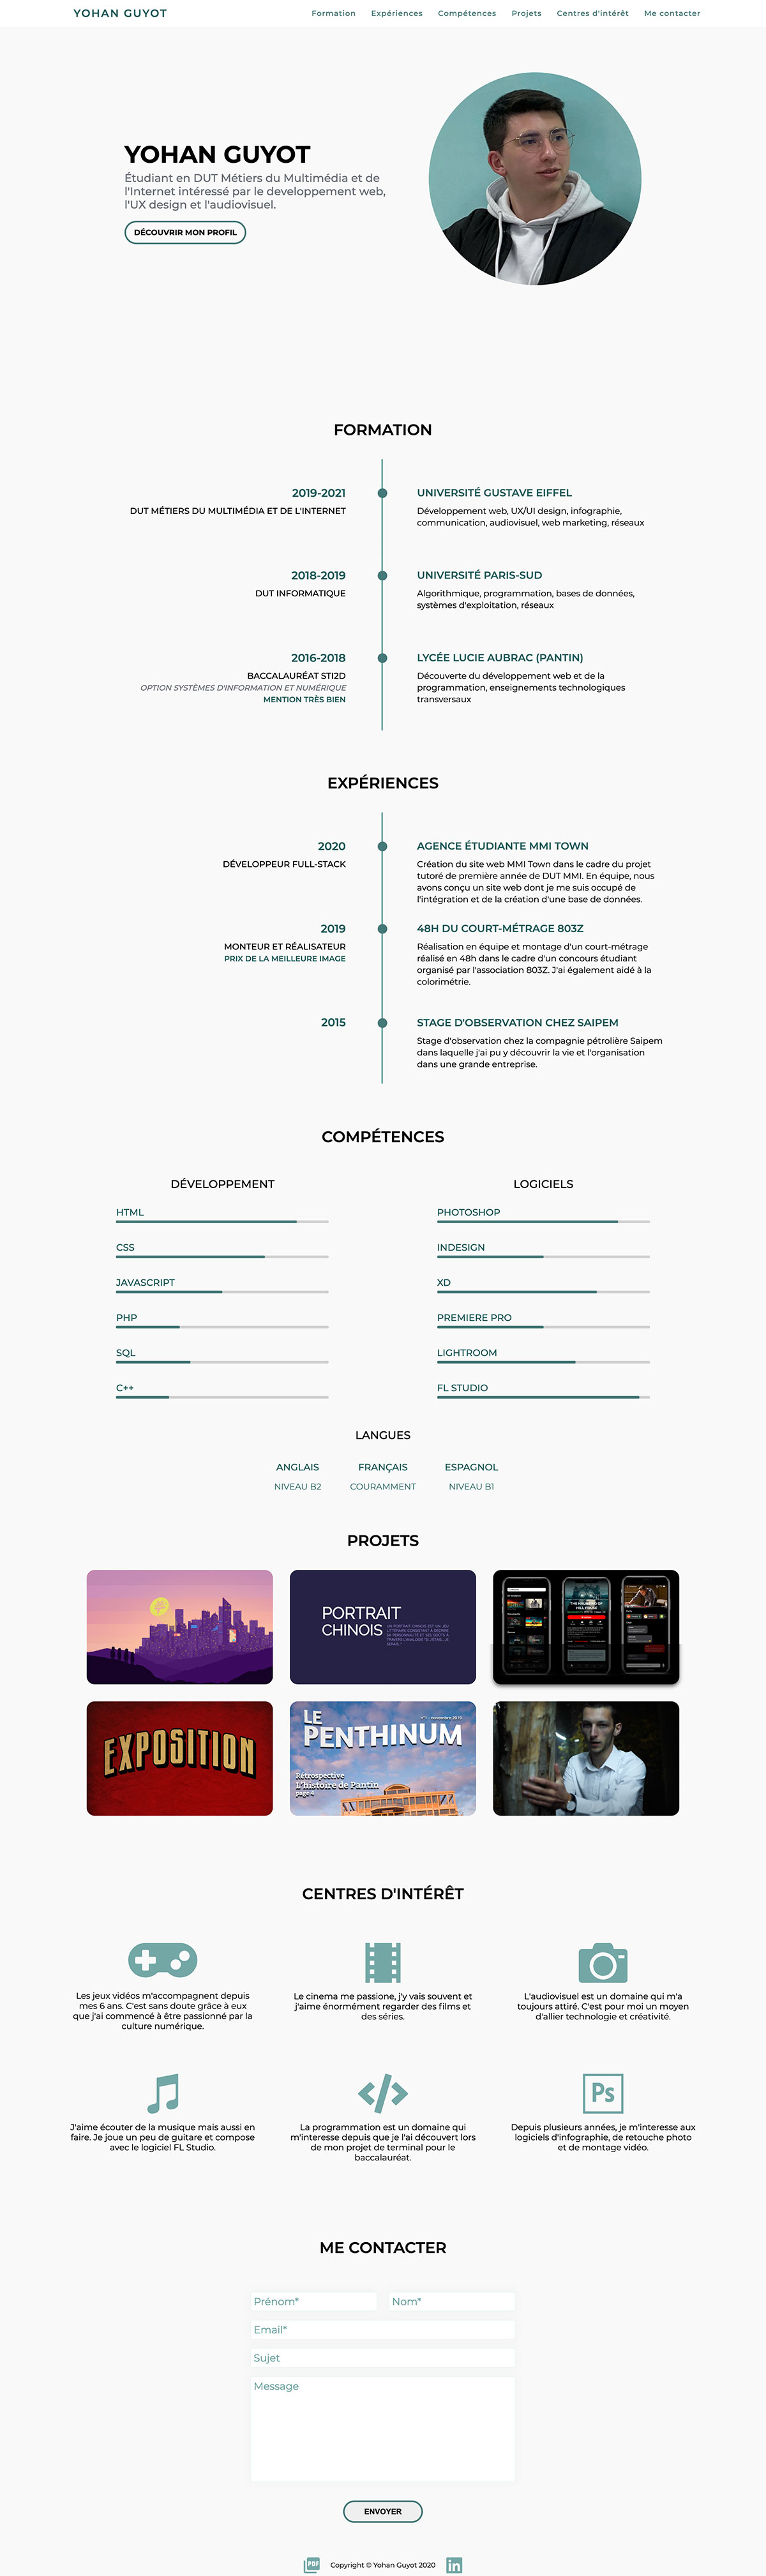 YOHAN GUYOT
Formation Expériences Compétences Projets Centres d'intérêt Me contacter
YOHAN GUYOT
Étudiant en DUT Métiers du Multimédia et de
l'Internet intéressé par le developpement web,
l'UX design et l'audiovisuel.
DÉCOUVRIR MON PROFIL
FORMATION
2019-2021
DUT MÉTIERS DU MULTIMÉDIA ET DE L'INTERNET
UNIVERSITÉ GUSTAVE EIFFEL
Développement web, UX/UI design, infographie,
communication, audiovisuel, web marketing, réseaux
2018-2019
DUT INFORMATIQUE
UNIVERSITÉ PARIS-SUD
Algorithmique, programmation, bases de données,
systèmes d'exploitation, réseaux
2016-2018
BACCALAURÉAT STI2D
OPTION SYSTÈMES D'INFORMATION ET NUMÉRIQUE
MENTION TRÈS BIEN
LYCÉE LUCIE AUBRAC (PANTIN)
Découverte du développement web et de la
programmation, enseignements technologiques
transversaux
EXPÉRIENCES
2020
DÉVELOPPEUR FULL-STACK
AGENCE ÉTUDIANTE MMI TOWN
Création du site web MMI Town dans le cadre du projet
tutoré de première année de DUT MMI. En équipe, nous
avons conçu un site web dont je me suis occupé de
l'intégration et de la création d'une base de données.
2019
MONTEUR ET RÉALISATEUR
PRIX DE LA MEILLEURE IMAGE
48H DU COURT-MÉTRAGE 803Z
Réalisation en équipe et montage d'un court-métrage
réalisé en 48h dans le cadre d'un concours étudiant
organisé par l'association 803Z. J'ai également aidé à la
colorimétrie.
2015
STAGE D'OBSERVATION CHEZ SAIPEM
Stage d'observation chez la compagnie pétrolière Saipem
dans laquelle j'ai pu y découvrir la vie et l'organisation
dans une grande entreprise.
COMPÉTENCES
DÉVELOPPEMENT
HTML
CSS
JAVASCRIPT
PHP
SQL
C++
LOGICIELS
PHOTOSHOP
INDESIGN
XD
PREMIERE PRO
LIGHTROOM
FL STUDIO
LANGUES
ANGLAIS FRANÇAIS ESPAGNOL
NIVEAU B2 COURAMMENT NIVEAU B1
PROJETS
PORTRAIT
CHINOIS
UN PORTRAIT CHINOIS EST UN JEU
LITTÉRAIRE CONSISTANT À DÉCRIRE
SA PERSONNALITÉ ET SES GOÛTS À
EXPOSITION
LE
PENTHINUM
n°1 - novembre 2019
Rétrospective
L'histoire de Pantin
page 4
CENTRES D'INTÉRÊT
Les jeux vidéos m'accompagnent depuis
mes 6 ans. C'est sans doute grâce à eux
que j'ai commencé à être passionné par la
culture numérique.
Le cinema me passione, j'y vais souvent et
j'aime énormément regarder des films et
des séries.
L'audiovisuel est un domaine qui m'a
toujours attiré. C'est pour moi un moyen
d'allier technologie et créativité.
J'aime écouter de la musique mais aussi en
faire. Je joue un peu de guitare et compose
avec le logiciel FL Studio.
La programmation est un domaine qui
m'interesse depuis que je l'ai découvert lors
de mon projet de terminal pour le
baccalauréat.
Ps
Depuis plusieurs années, je m'interesse aux
logiciels d'infographie, de retouche photo
et de montage vidéo.
ME CONTACTER
Prénom* Nom*
Email*
Sujet
Message
ENVOYER
PDF Copyright © Yohan Guyot 2020 in